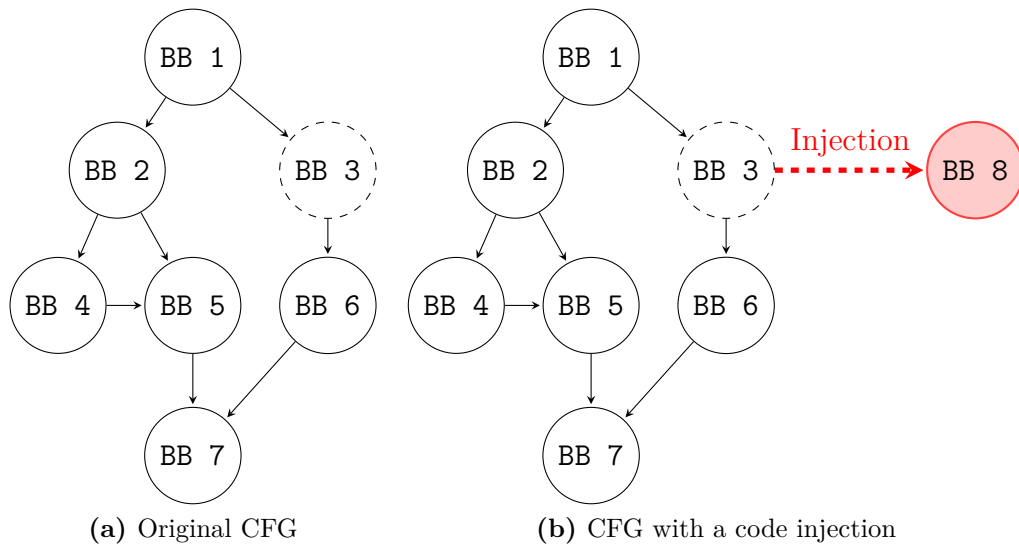 BB 1
BB 2
BB 3
BB 4
BB 5
BB 6
BB 7
(a) Original CFG
BB 1
BB 2
BB 3
Injection
BB 8
BB 4
BB 5
BB 6
BB 7
(b) CFG with a code injection